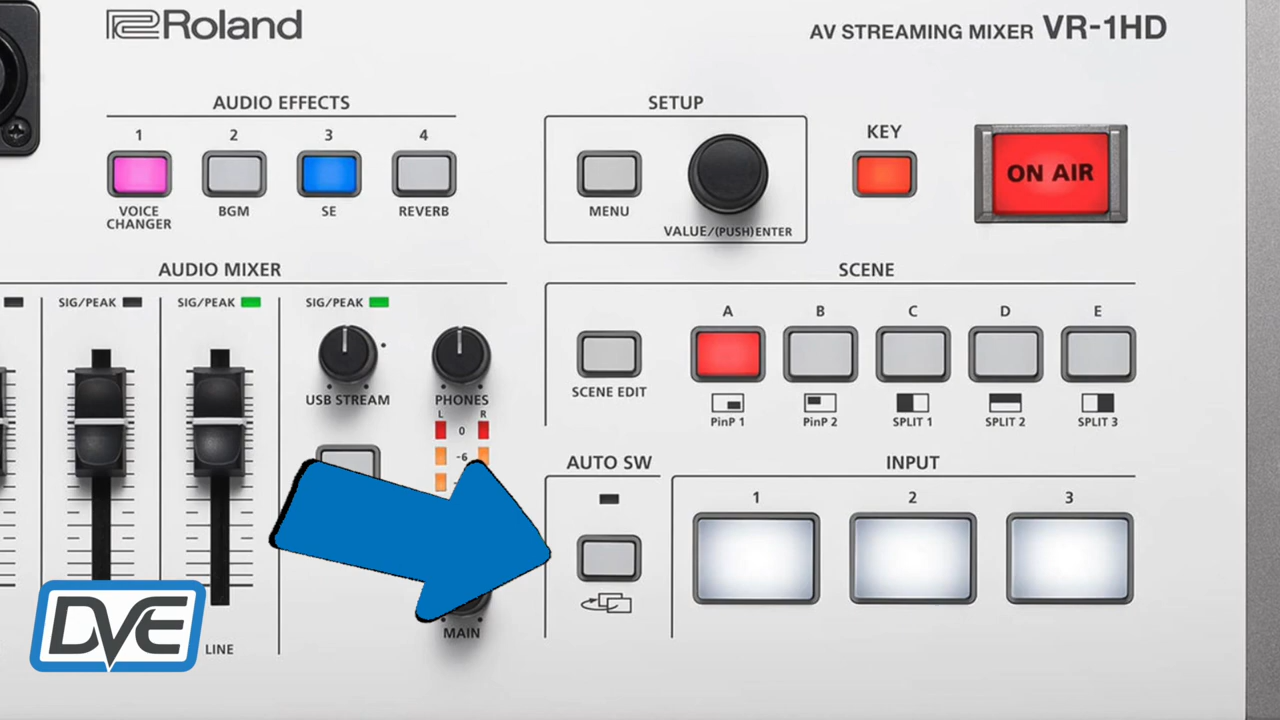 Roland
AV STREAMING MIXER VR-1HD
AUDIO EFFECTS
1 2 3 4
VOICE CHANGER
BGM
SE
REVERB
SETUP
MENU
VALUE/(PUSH)ENTER
KEY
ON AIR
AUDIO MIXER
SIG/PEAK
SIG/PEAK
SIG/PEAK
USB STREAM
PHONES
L R
0
-6
MAIN
LINE
SCENE
A B C D E
SCENE EDIT
PinP 1
PinP 2
SPLIT 1
SPLIT 2
SPLIT 3
AUTO SW
INPUT
1 2 3
DVE